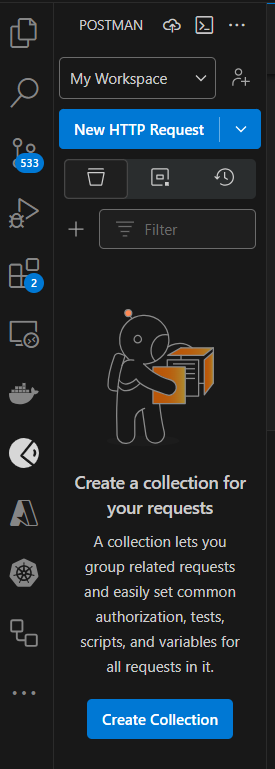 POSTMAN
My Workspace
New HTTP Request
533
Filter
2
Create a collection for
your requests
A collection lets you
group related requests
and easily set common
authorization, tests,
scripts, and variables for
all requests in it.
Create Collection